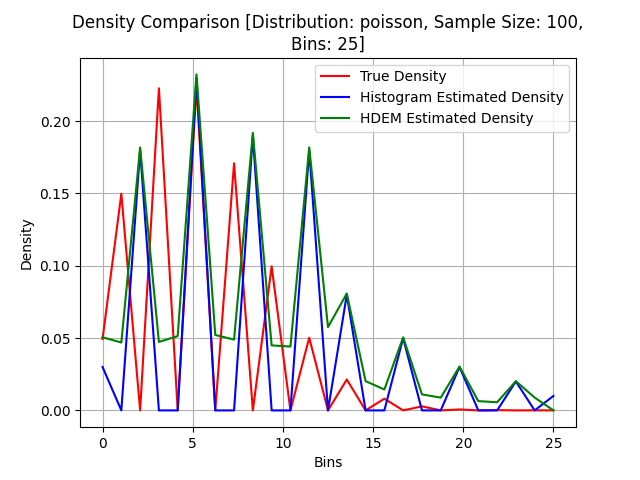 Density Comparison [Distribution: poisson, Sample Size: 100,
Bins: 25]
True Density
Histogram Estimated Density
HDEM Estimated Density
Density
0.20
0.15
0.10
0.05
0.00
0 5 10 15 20 25
Bins